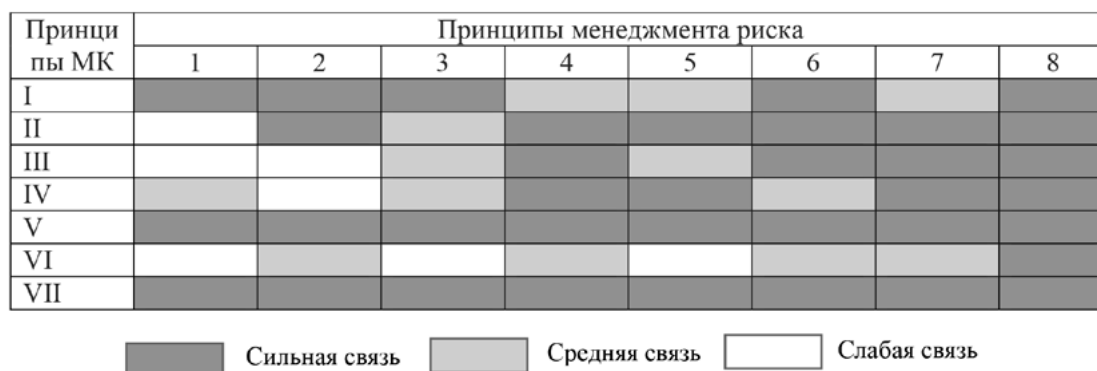 Принци Принципы менеджмента риска
пы МК 1 2 3 4 5 6 7 8
I
II
III
IV
V
VI
VII
Сильная связь Средняя связь Слабая связь